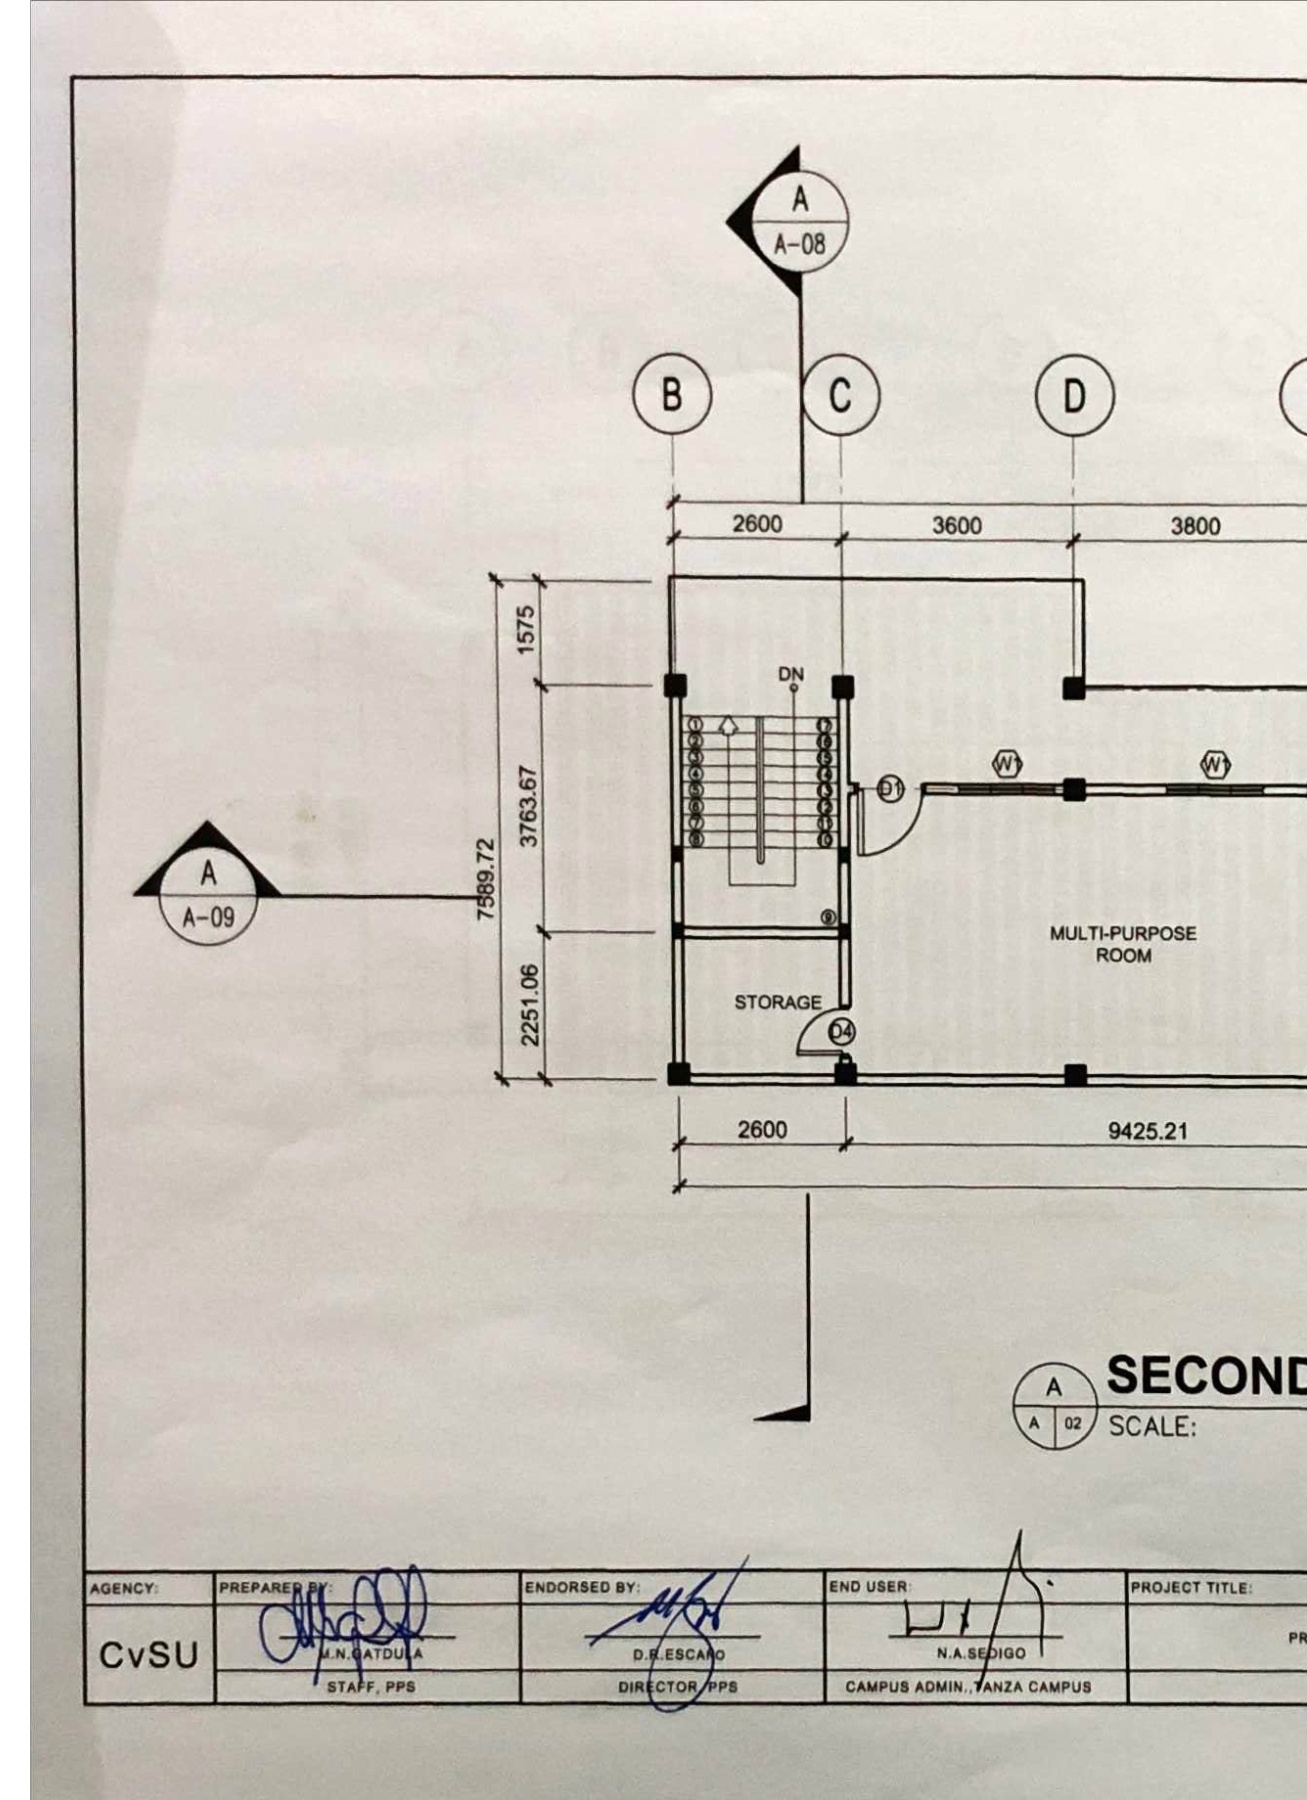 A
A-08
B
C
D
2600
3600
3800
1575
3763.67
7589.72
2251.06
DN
1
2
3
4
5
6
7
8
17
16
15
14
13
12
11
10
9
D1
W1
W1
A
A-09
MULTI-PURPOSE
ROOM
STORAGE
D4
2600
9425.21
A
A 02
SECOND
SCALE:
AGENCY:
CvSU
PREPARED BY:
M.N.GATDULA
STAFF, PPS
ENDORSED BY:
D.R.ESCAÑO
DIRECTOR, PPS
END USER:
N.A.SEDIGO
CAMPUS ADMIN., TANZA CAMPUS
PROJECT TITLE:
PR